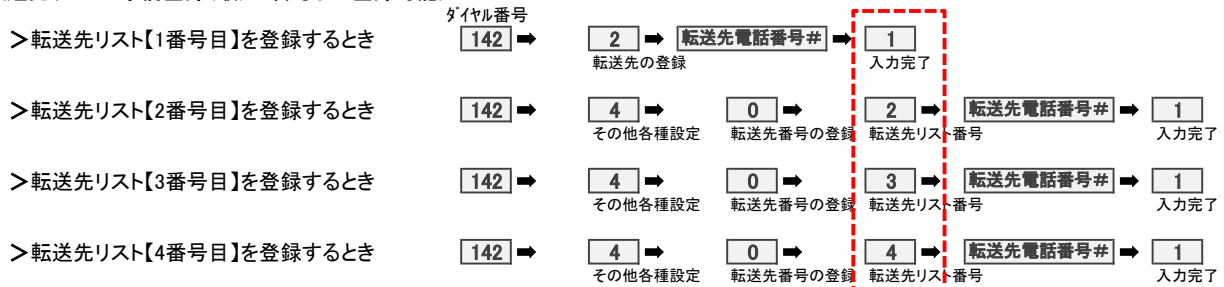 ダイヤル番号
＞転送先リスト【1番号目】を登録するとき 142 ➡ 2 ➡ 転送先電話番号＃ ➡ 1
転送先の登録 入力完了
＞転送先リスト【2番号目】を登録するとき 142 ➡ 4 ➡ 0 ➡ 2 ➡ 転送先電話番号＃ ➡ 1
その他各種設定 転送先番号の登録 転送先リスト番号 入力完了
＞転送先リスト【3番号目】を登録するとき 142 ➡ 4 ➡ 0 ➡ 3 ➡ 転送先電話番号＃ ➡ 1
その他各種設定 転送先番号の登録 転送先リスト番号 入力完了
＞転送先リスト【4番号目】を登録するとき 142 ➡ 4 ➡ 0 ➡ 4 ➡ 転送先電話番号＃ ➡ 1
その他各種設定 転送先番号の登録 転送先リスト番号 入力完了